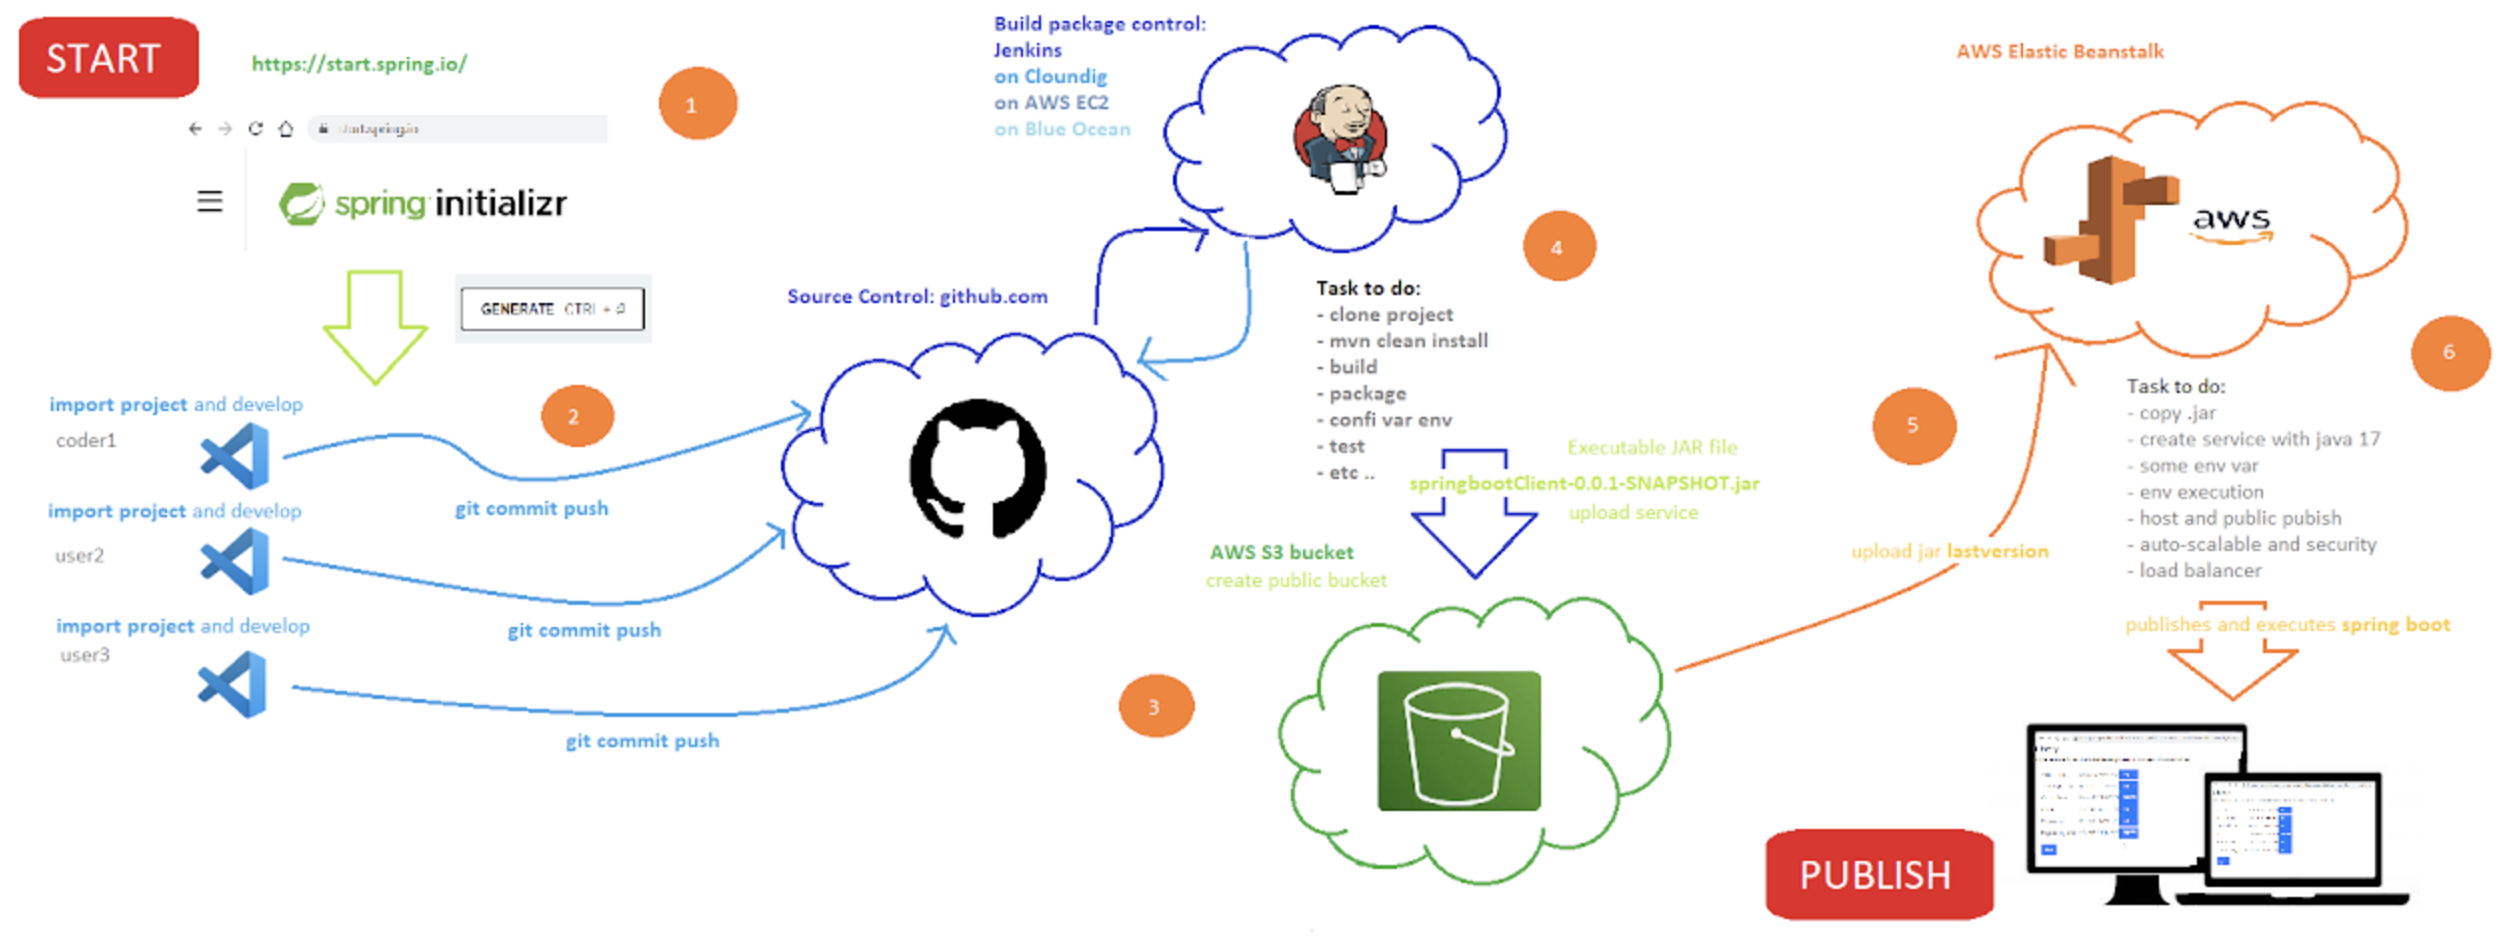 START
https://start.spring.io/
1
start.spring.io
spring initializr
GENERATE CTRL + ⏎
import project and develop
coder1
2
git commit push
import project and develop
user2
git commit push
import project and develop
user3
git commit push
Source Control: github.com
Build package control:
Jenkins
on Cloundig
on AWS EC2
on Blue Ocean
4
Task to do:
- clone project
- mvn clean install
- build
- package
- confi var env
- test
- etc ..
Executable JAR file
springbootClient-0.0.1-SNAPSHOT.jar
upload service
AWS S3 bucket
create public bucket
3
5
upload jar lastversion
AWS Elastic Beanstalk
aws
6
Task to do:
- copy .jar
- create service with java 17
- some env var
- env execution
- host and public pubish
- auto-scalable and security
- load balancer
publishes and executes spring boot
PUBLISH